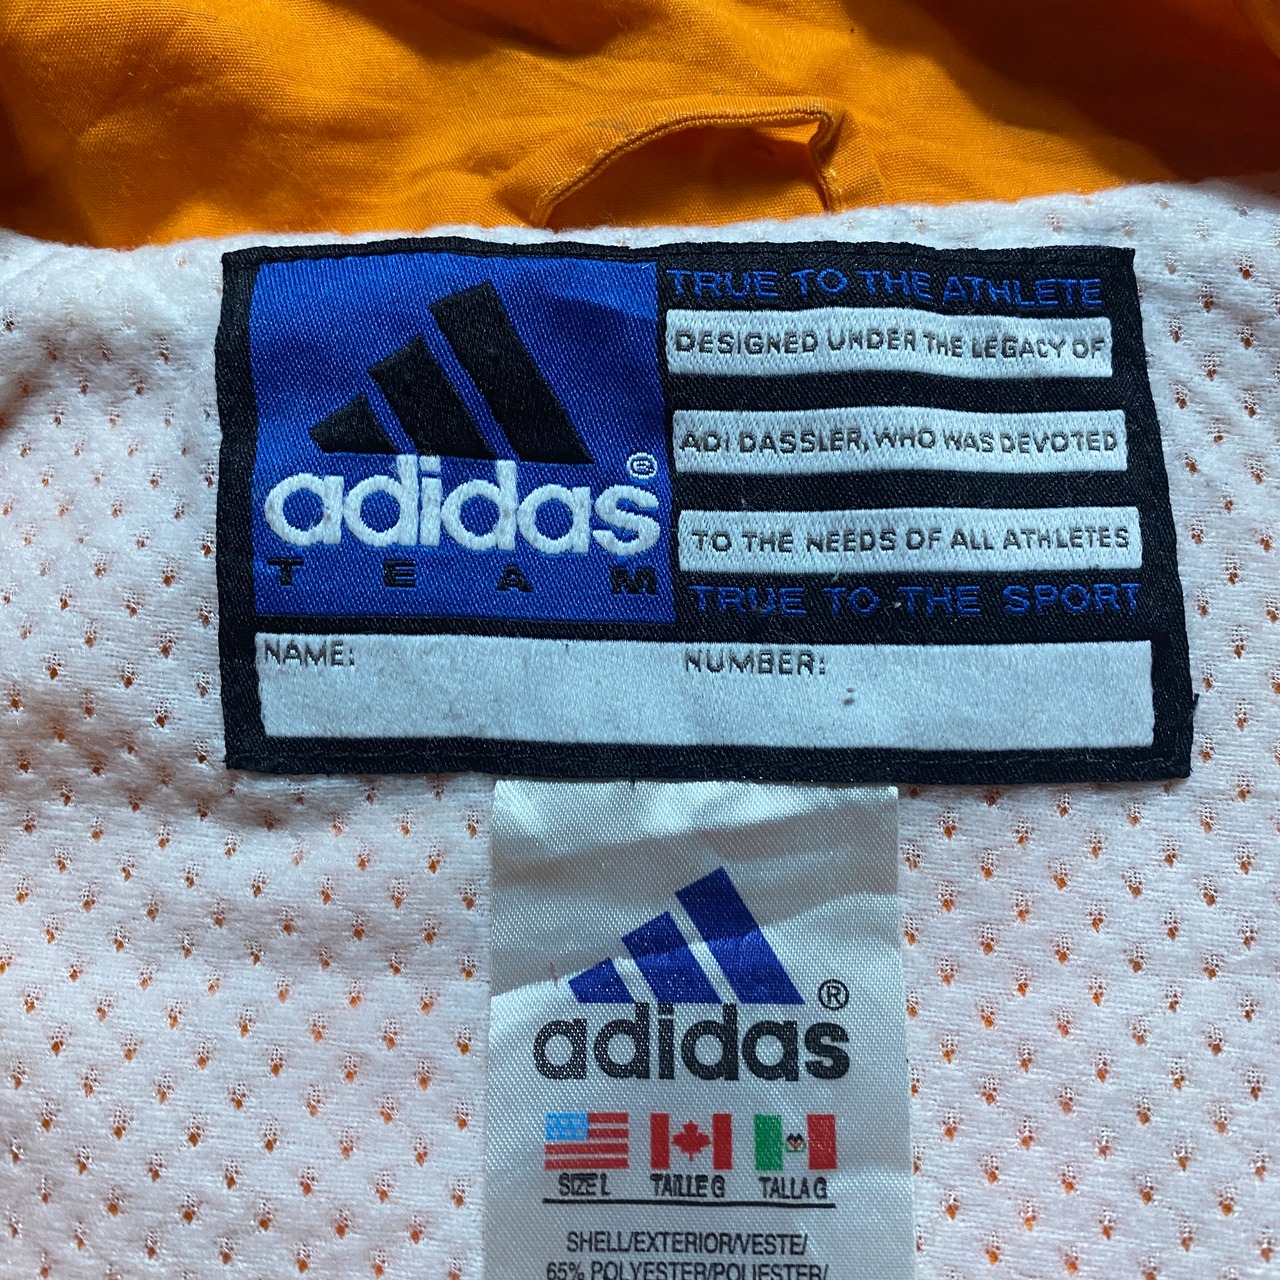 TRUE TO THE ATHLETE
DESIGNED UNDER THE LEGACY OF
ADI DASSLER, WHO WAS DEVOTED
TO THE NEEDS OF ALL ATHLETES
TRUE TO THE SPORT
adidas®
TEAM
NAME: NUMBER:
adidas®
SIZE L TAILLE G TALLA G
SHELL/EXTERIOR/VESTE/
65% POLYESTER/POLIESTER/